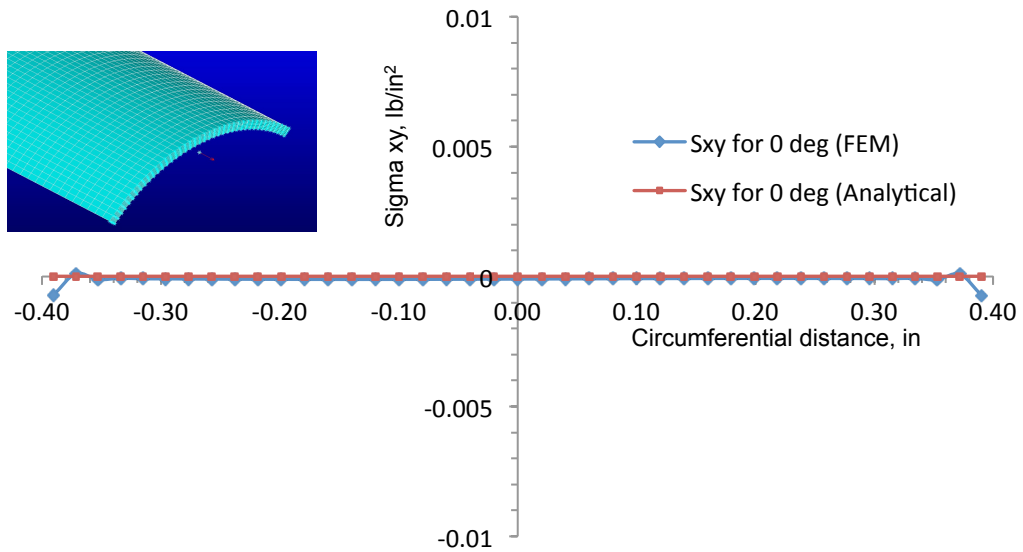 0.01
Sigma xy, lb/in²
0.005
Sxy for 0 deg (FEM)
Sxy for 0 deg (Analytical)
0
-0.40 -0.30 -0.20 -0.10 0.00 0.10 0.20 0.30 0.40
Circumferential distance, in
-0.005
-0.01